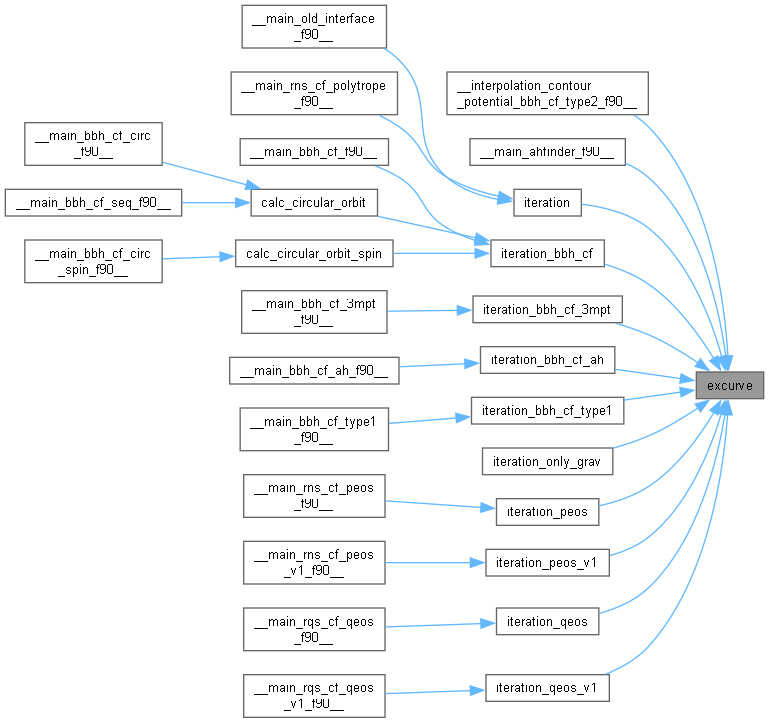 __main_old_interface
_f90__
__main_rns_cf_polytrope
_f90__
__interpolation_contour
_potential_bbh_cf_type2_f90__
__main_bbh_cf_circ
_f90__
__main_bbh_cf_f90__
__main_ahfinder_f90__
__main_bbh_cf_seq_f90__
calc_circular_orbit
iteration
__main_bbh_cf_circ
_spin_f90__
calc_circular_orbit_spin
iteration_bbh_cf
__main_bbh_cf_3mpt
_f90__
iteration_bbh_cf_3mpt
__main_bbh_cf_ah_f90__
iteration_bbh_cf_ah
excurve
__main_bbh_cf_type1
_f90__
iteration_bbh_cf_type1
iteration_only_grav
__main_rns_cf_peos
_f90__
iteration_peos
__main_rns_cf_peos
_v1_f90__
iteration_peos_v1
__main_rqs_cf_qeos
_f90__
iteration_qeos
__main_rqs_cf_qeos
_v1_f90__
iteration_qeos_v1